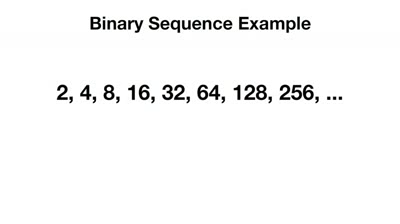 Binary Sequence Example
2, 4, 8, 16, 32, 64, 128, 256, ...